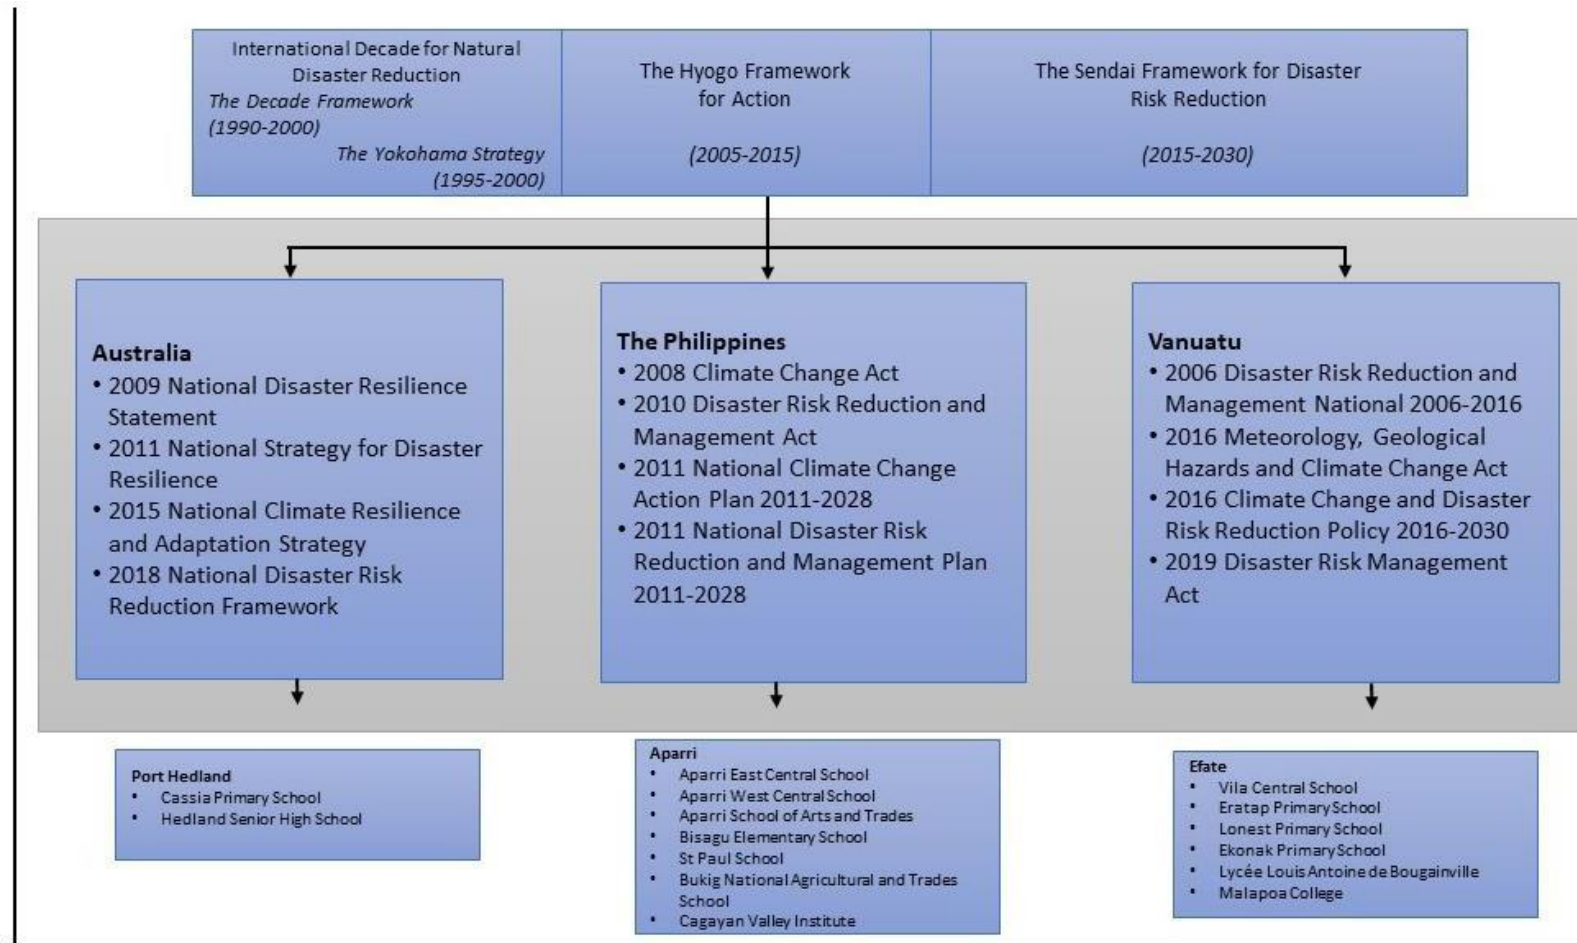 International Decade for Natural
Disaster Reduction
The Decade Framework
(1990-2000)
The Yokohama Strategy
(1995-2000)
The Hyogo Framework
for Action
(2005-2015)
The Sendai Framework for Disaster
Risk Reduction
(2015-2030)
Australia
• 2009 National Disaster Resilience
Statement
• 2011 National Strategy for Disaster
Resilience
• 2015 National Climate Resilience
and Adaptation Strategy
• 2018 National Disaster Risk
Reduction Framework
The Philippines
• 2008 Climate Change Act
• 2010 Disaster Risk Reduction and
Management Act
• 2011 National Climate Change
Action Plan 2011-2028
• 2011 National Disaster Risk
Reduction and Management Plan
2011-2028
Vanuatu
• 2006 Disaster Risk Reduction and
Management National 2006-2016
• 2016 Meteorology, Geological
Hazards and Climate Change Act
• 2016 Climate Change and Disaster
Risk Reduction Policy 2016-2030
• 2019 Disaster Risk Management
Act
Port Hedland
• Cassia Primary School
• Hedland Senior High School
Aparri
• Aparri East Central School
• Aparri West Central School
• Aparri School of Arts and Trades
• Bisagu Elementary School
• St Paul School
• Bukig National Agricultural and Trades
School
• Cagayan Valley Institute
Efate
• Vila Central School
• Eratap Primary School
• Lonest Primary School
• Ekonak Primary School
• Lycée Louis Antoine de Bougainville
• Malapoa College